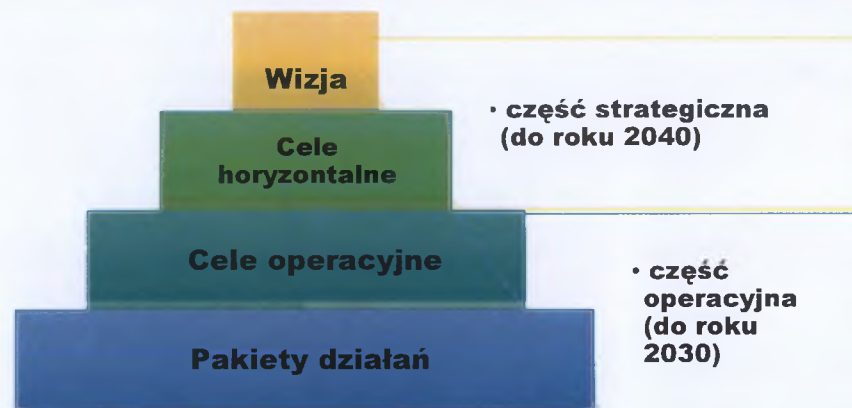 Wizja
Cele
horyzontalne
• część strategiczna
(do roku 2040)
Cele operacyjne
• część
operacyjna
(do roku
2030)
Pakiety działań